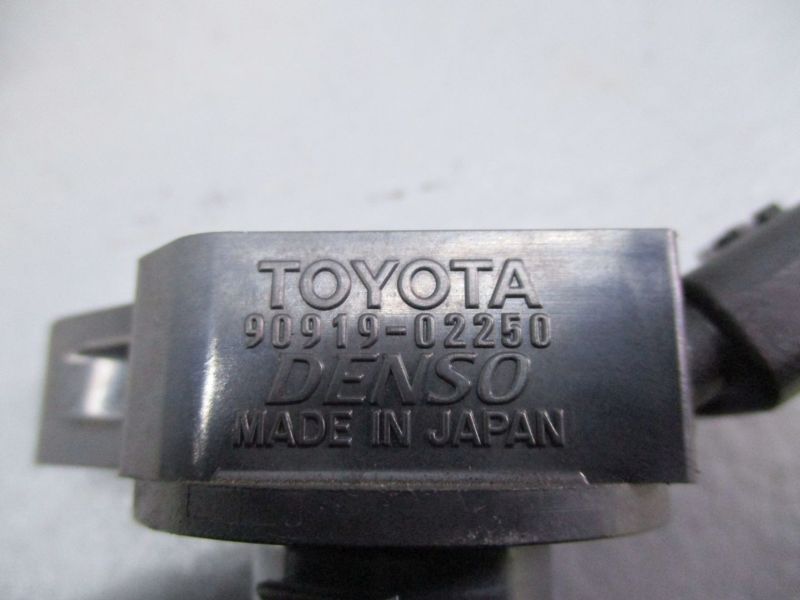 TOYOTA
90919-02250
DENSO
MADE IN JAPAN